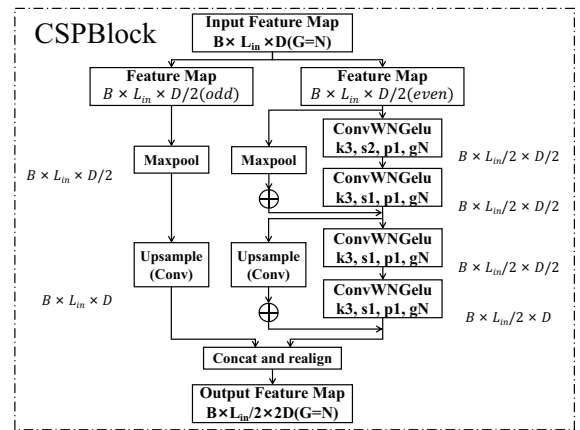 CSPBlock
Input Feature Map
B× L_in ×D(G=N)
Feature Map
B × L_in × D/2(odd)
Feature Map
B × L_in × D/2(even)
ConvWNGelu
k3, s2, p1, gN
B × L_in/2 × D/2
Maxpool
Maxpool
B × L_in × D/2
ConvWNGelu
k3, s1, p1, gN
B × L_in/2 × D/2
ConvWNGelu
k3, s1, p1, gN
B × L_in/2 × D/2
Upsample
(Conv)
Upsample
(Conv)
B × L_in × D
ConvWNGelu
k3, s1, p1, gN
B × L_in/2 × D
Concat and realign
Output Feature Map
B×L_in/2 ×2D(G=N)